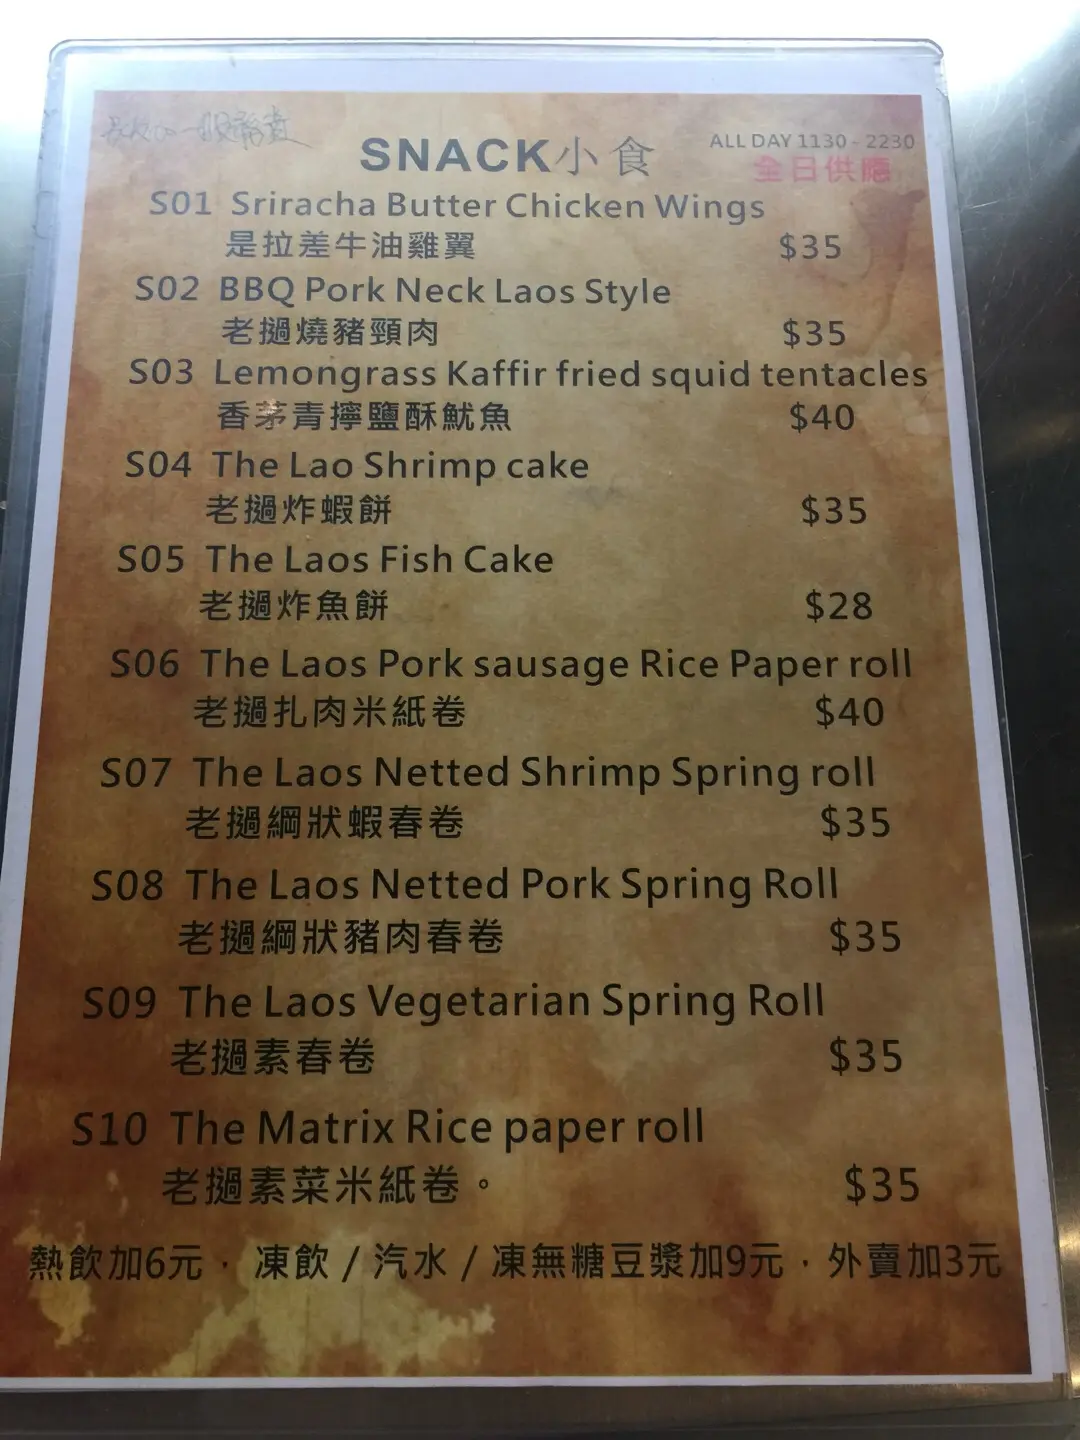 SNACK小食
ALL DAY 1130 - 2230
全日供應
S01 Sriracha Butter Chicken Wings
是拉差牛油雞翼 $35
S02 BBQ Pork Neck Laos Style
老撾燒豬頸肉 $35
S03 Lemongrass Kaffir fried squid tentacles
香茅青擰鹽酥魷魚 $40
S04 The Lao Shrimp cake
老撾炸蝦餅 $35
S05 The Laos Fish Cake
老撾炸魚餅 $28
S06 The Laos Pork sausage Rice Paper roll
老撾扎肉米紙卷 $40
S07 The Laos Netted Shrimp Spring roll
老撾綱狀蝦春卷 $35
S08 The Laos Netted Pork Spring Roll
老撾綱狀豬肉春卷 $35
S09 The Laos Vegetarian Spring Roll
老撾素春卷 $35
S10 The Matrix Rice paper roll
老撾素菜米紙卷。 $35
熱飲加6元，凍飲 / 汽水 / 凍無糖豆漿加9元，外賣加3元